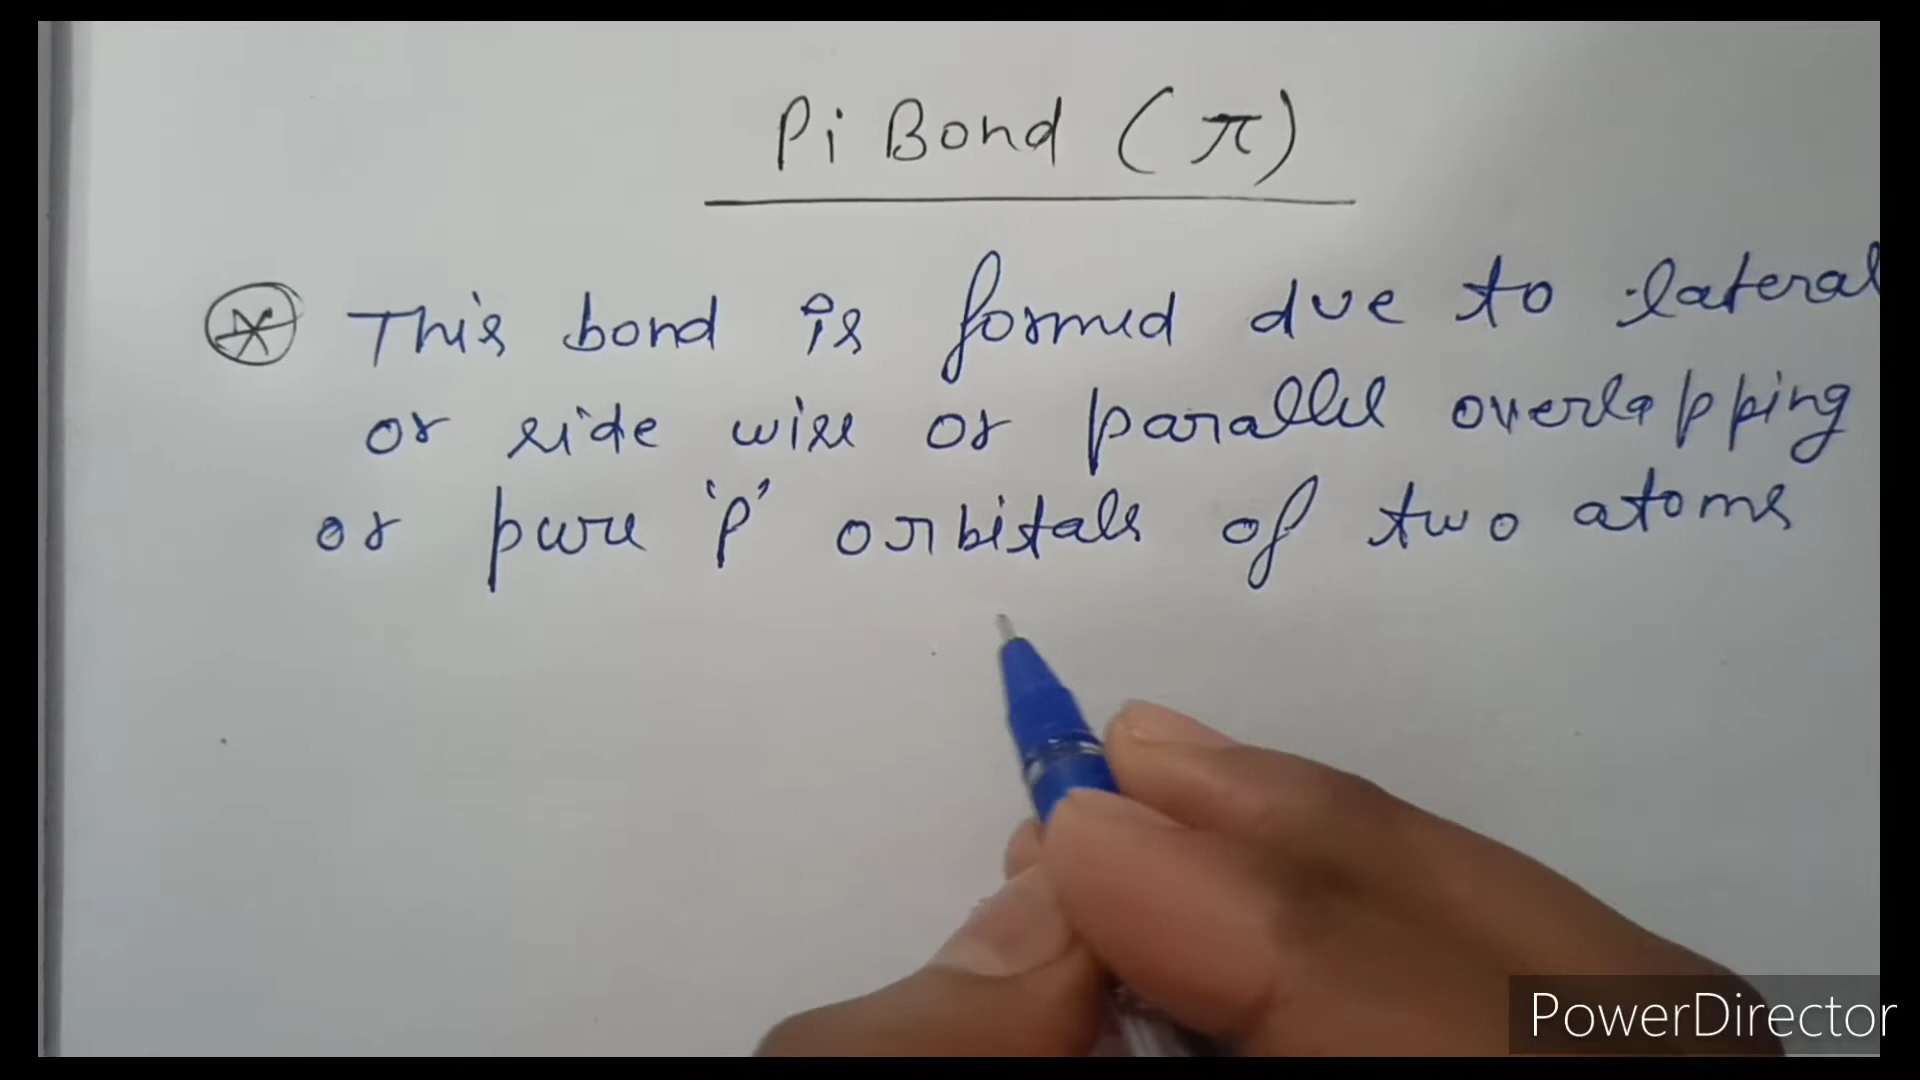 Pi Bond (π)
This bond is formed due to lateral
or side wise or parallel overlapping
or pure 'p' orbitals of two atoms
PowerDirector